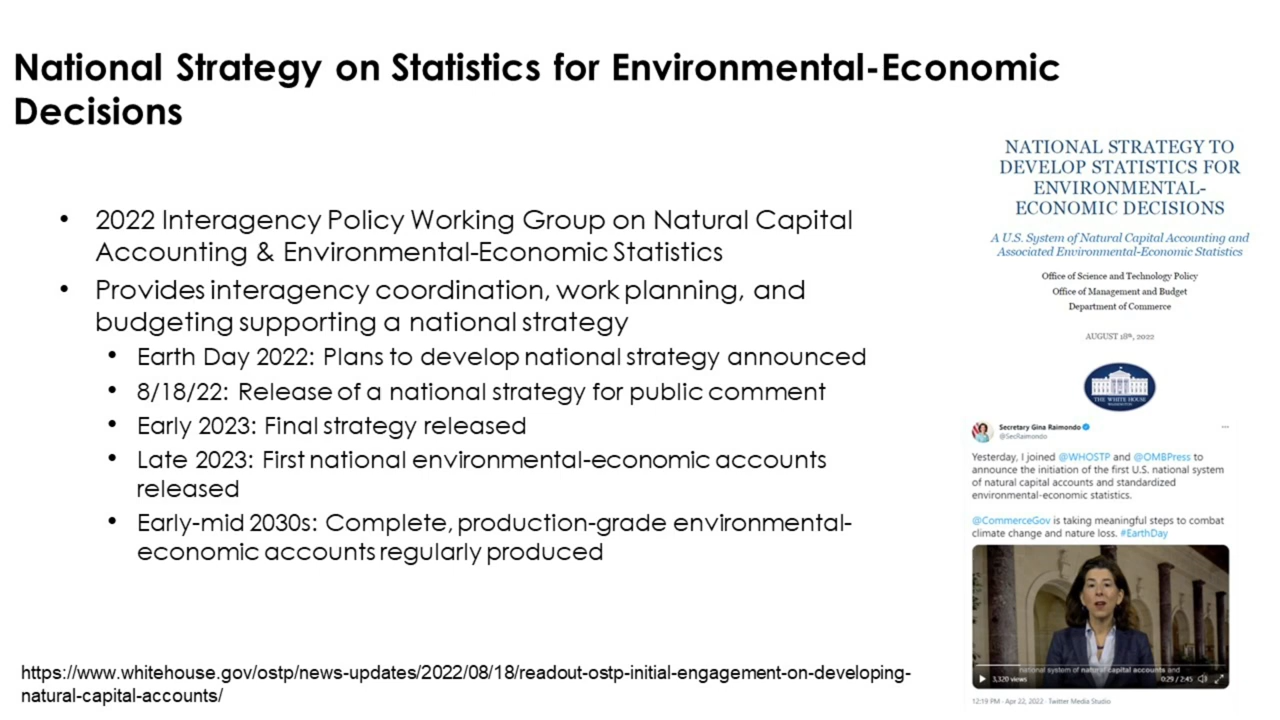 National Strategy on Statistics for Environmental-Economic
Decisions
• 2022 Interagency Policy Working Group on Natural Capital
Accounting & Environmental-Economic Statistics
• Provides interagency coordination, work planning, and
budgeting supporting a national strategy
• Earth Day 2022: Plans to develop national strategy announced
• 8/18/22: Release of a national strategy for public comment
• Early 2023: Final strategy released
• Late 2023: First national environmental-economic accounts
released
• Early-mid 2030s: Complete, production-grade environmental-
economic accounts regularly produced
https://www.whitehouse.gov/ostp/news-updates/2022/08/18/readout-ostp-initial-engagement-on-developing-
natural-capital-accounts/
NATIONAL STRATEGY TO
DEVELOP STATISTICS FOR
ENVIRONMENTAL-
ECONOMIC DECISIONS
A U.S. System of Natural Capital Accounting and
Associated Environmental-Economic Statistics
Office of Science and Technology Policy
Office of Management and Budget
Department of Commerce
AUGUST 18th, 2022
THE WHITE HOUSE
WASHINGTON
Secretary Gina Raimondo
@SecRaimondo
Yesterday, I joined @WHOSTP and @OMBPress to
announce the initiation of the first U.S. national system
of natural capital accounts and standardized
environmental-economic statistics.
@CommerceGov is taking meaningful steps to combat
climate change and nature loss. #EarthDay
national system of natural capital accounts and
3,320 views
0:29 / 2:45
12:19 PM · Apr 22, 2022 · Twitter Media Studio